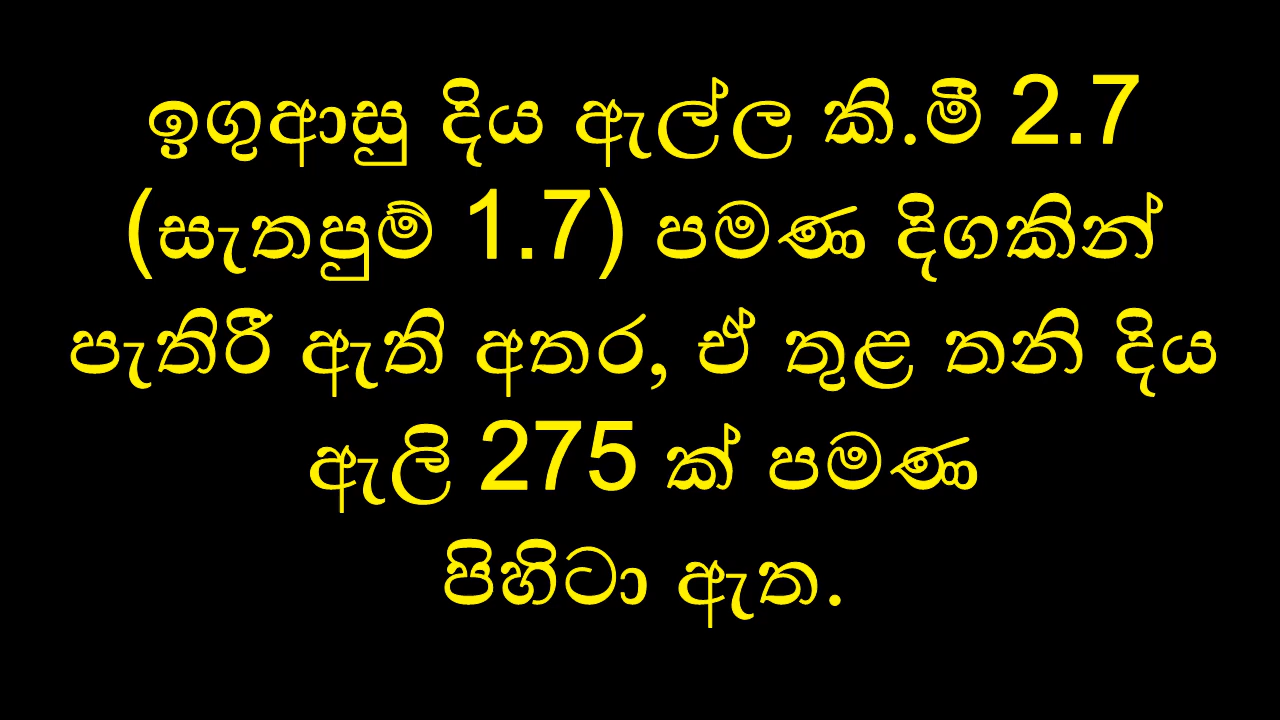 ඉගුආසු දිය ඇල්ල කි.මී 2.7
(සැතපුම් 1.7) පමණ දිගකින්
පැතිරී ඇති අතර, ඒ තුළ තනි දිය
ඇලි 275 ක් පමණ
පිහිටා ඇත.